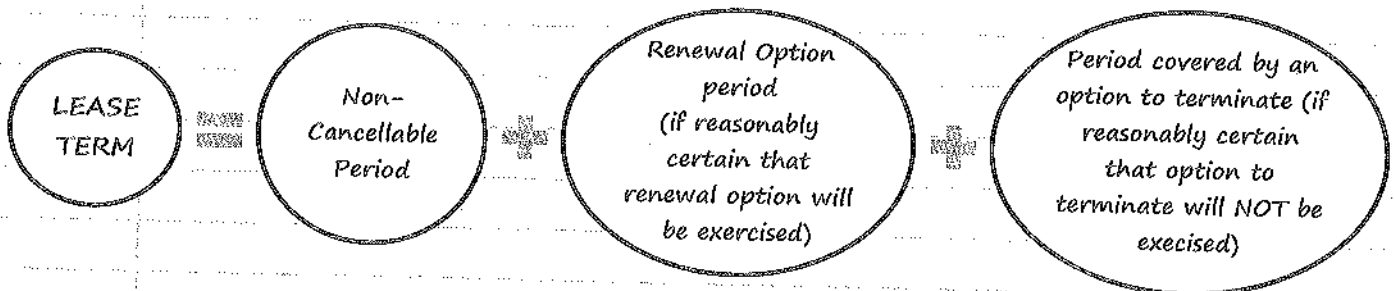 LEASE
TERM
=
Non-
Cancellable
Period
+
Renewal Option
period
(if reasonably
certain that
renewal option will
be exercised)
+
Period covered by an
option to terminate (if
reasonably certain
that option to
terminate will NOT be
execised)